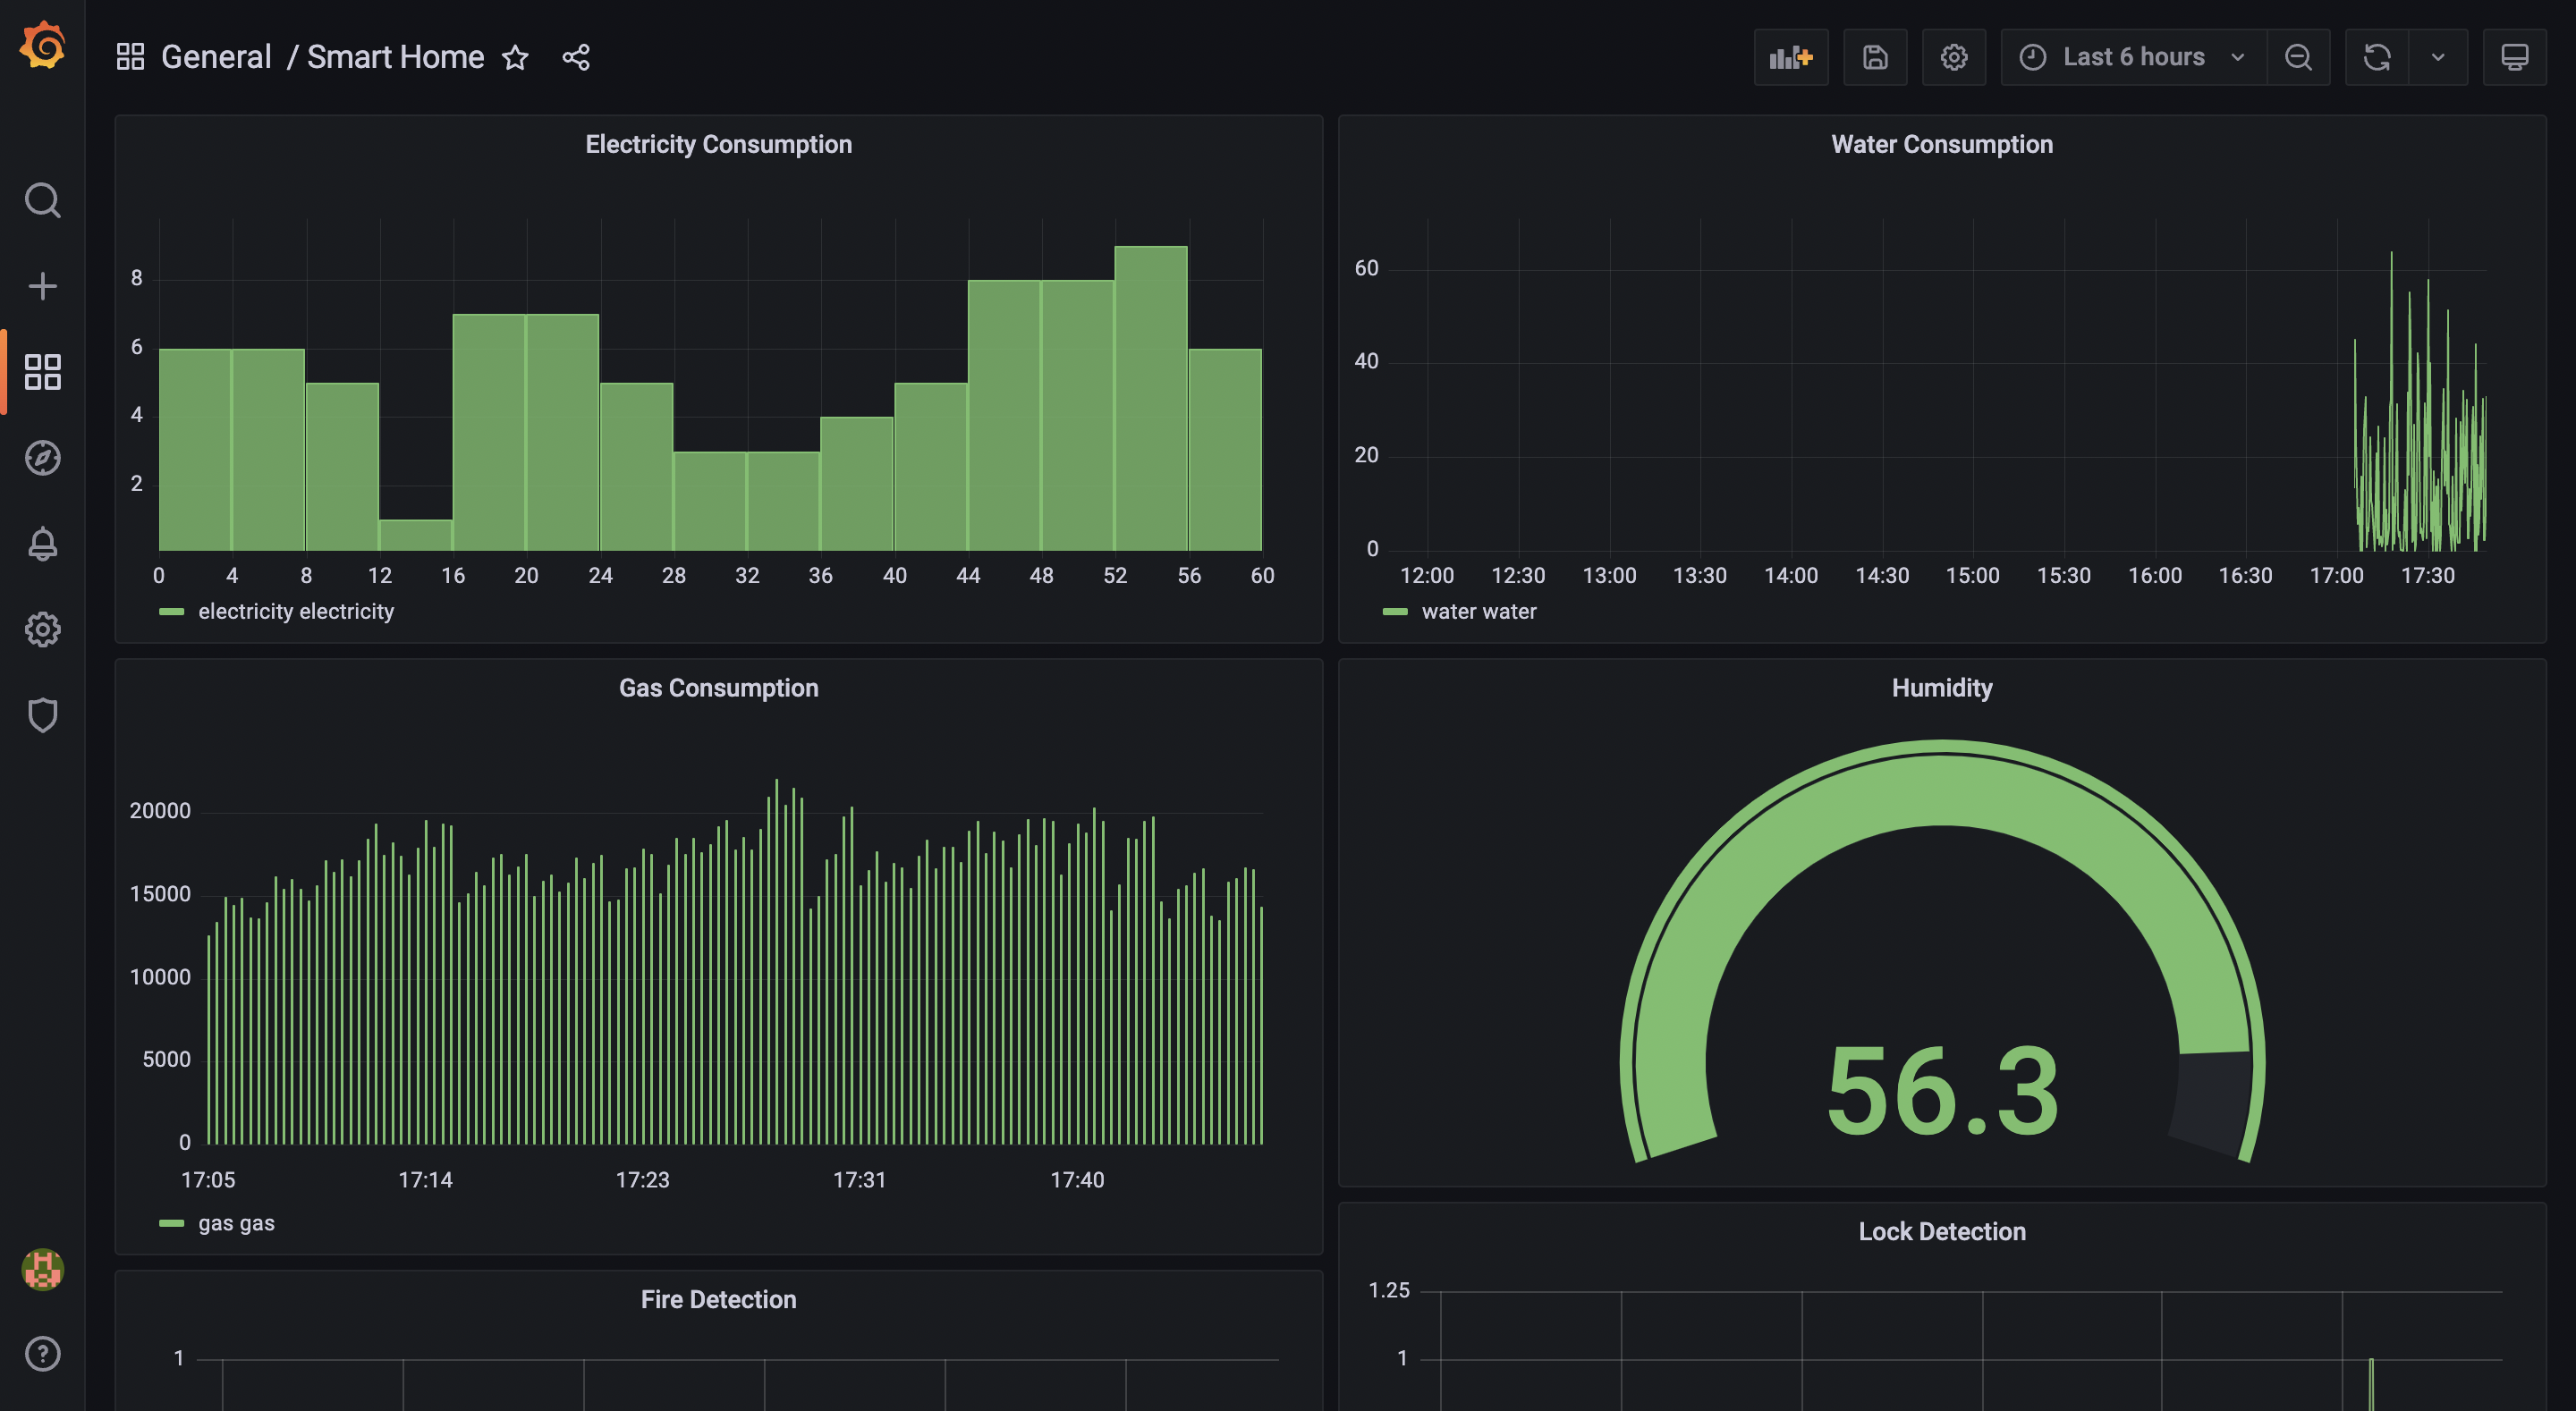 General / Smart Home
Last 6 hours
Electricity Consumption
8
6
4
2
0 4 8 12 16 20 24 28 32 36 40 44 48 52 56 60
electricity electricity
Water Consumption
60
40
20
0
12:00 12:30 13:00 13:30 14:00 14:30 15:00 15:30 16:00 16:30 17:00 17:30
water water
Gas Consumption
20000
15000
10000
5000
0
17:05 17:14 17:23 17:31 17:40
gas gas
Humidity
56.3
Fire Detection
1
Lock Detection
1.25
1